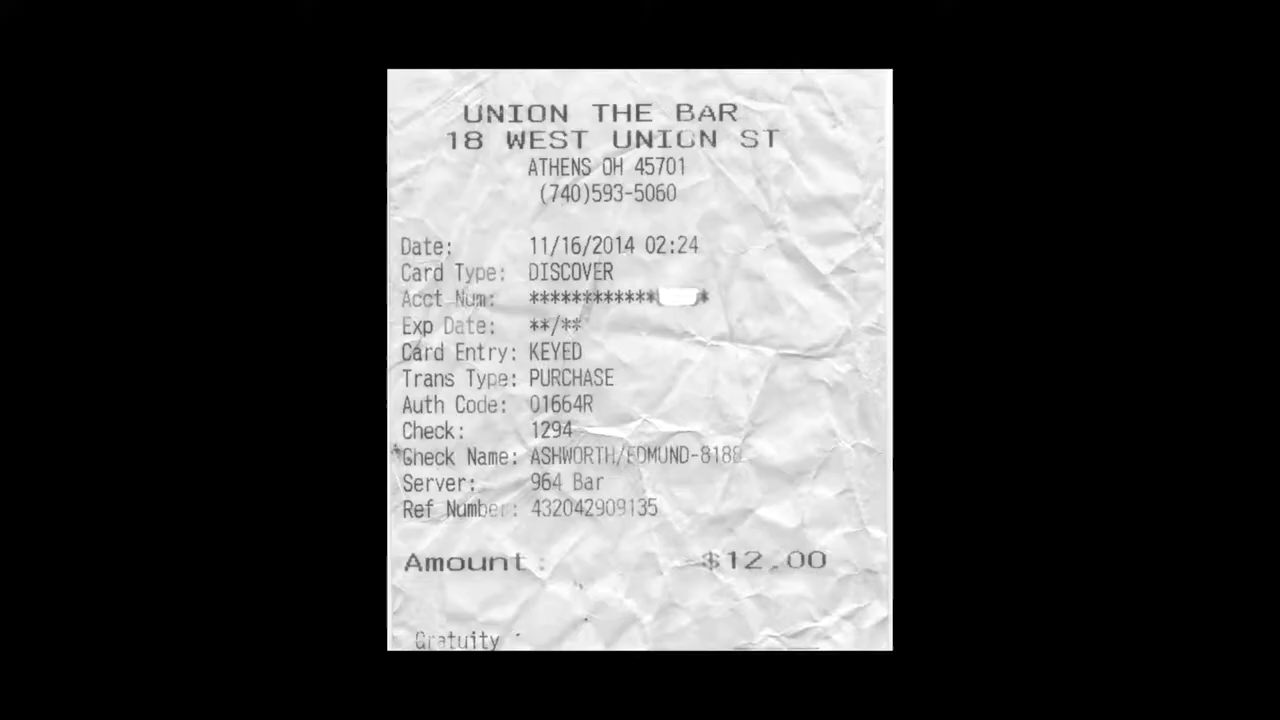 UNION THE BAR
18 WEST UNION ST
ATHENS OH 45701
(740)593-5060
Date: 11/16/2014 02:24
Card Type: DISCOVER
Acct Num: *************
Exp Date: **/**
Card Entry: KEYED
Trans Type: PURCHASE
Auth Code: 01664R
Check: 1294
Check Name: ASHWORTH/EDMUND-8188
Server: 964 Bar
Ref Number: 432042909135
Amount: $12.00
Gratuity